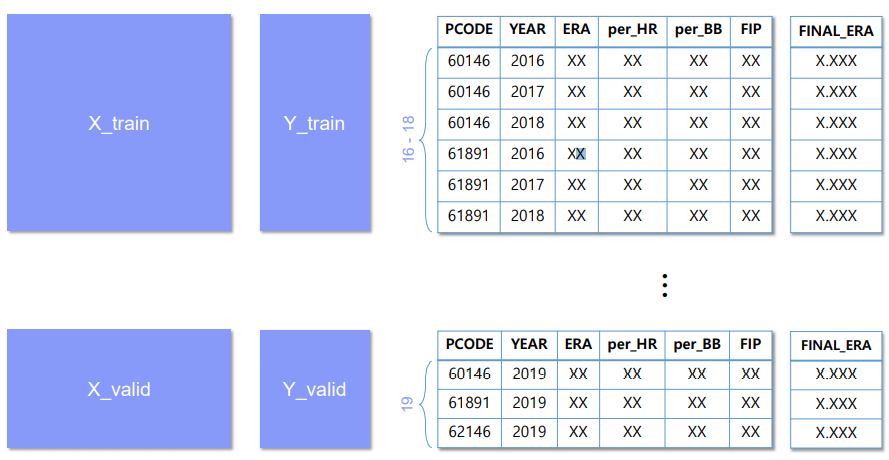 X_train
Y_train
16 - 18
PCODE YEAR ERA per_HR per_BB FIP FINAL_ERA
60146 2016 XX XX XX XX X.XXX
60146 2017 XX XX XX XX X.XXX
60146 2018 XX XX XX XX X.XXX
61891 2016 XX XX XX XX X.XXX
61891 2017 XX XX XX XX X.XXX
61891 2018 XX XX XX XX X.XXX
X_valid
Y_valid
19
PCODE YEAR ERA per_HR per_BB FIP FINAL_ERA
60146 2019 XX XX XX XX X.XXX
61891 2019 XX XX XX XX X.XXX
62146 2019 XX XX XX XX X.XXX